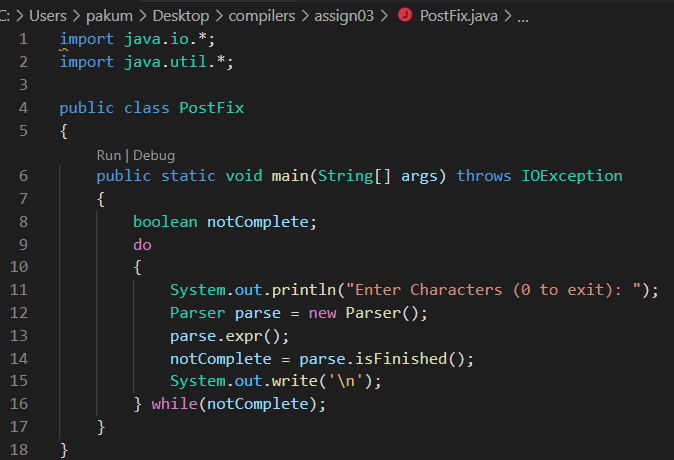 C: > Users > pakum > Desktop > compilers > assign03 > J PostFix.java > ...
1 import java.io.*;
2 import java.util.*;
3
4 public class PostFix
5 {
Run | Debug
6 public static void main(String[] args) throws IOException
7 {
8 boolean notComplete;
9 do
10 {
11 System.out.println("Enter Characters (0 to exit): ");
12 Parser parse = new Parser();
13 parse.expr();
14 notComplete = parse.isFinished();
15 System.out.write('\n');
16 } while(notComplete);
17 }
18 }